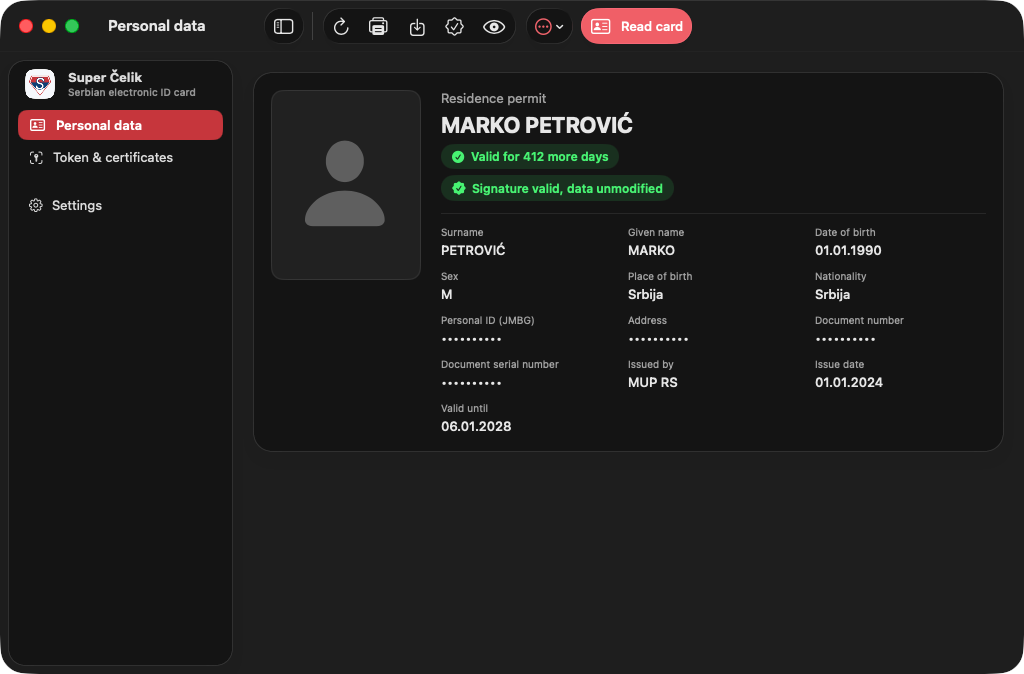 Personal data
Read card
Super Čelik
Serbian electronic ID card
Personal data
Token & certificates
Settings
Residence permit
MARKO PETROVIĆ
Valid for 412 more days
Signature valid, data unmodified
Surname
PETROVIĆ
Given name
MARKO
Date of birth
01.01.1990
Sex
M
Place of birth
Srbija
Nationality
Srbija
Personal ID (JMBG)
••••••••••
Address
••••••••••
Document number
••••••••••
Document serial number
••••••••••
Issued by
MUP RS
Issue date
01.01.2024
Valid until
06.01.2028